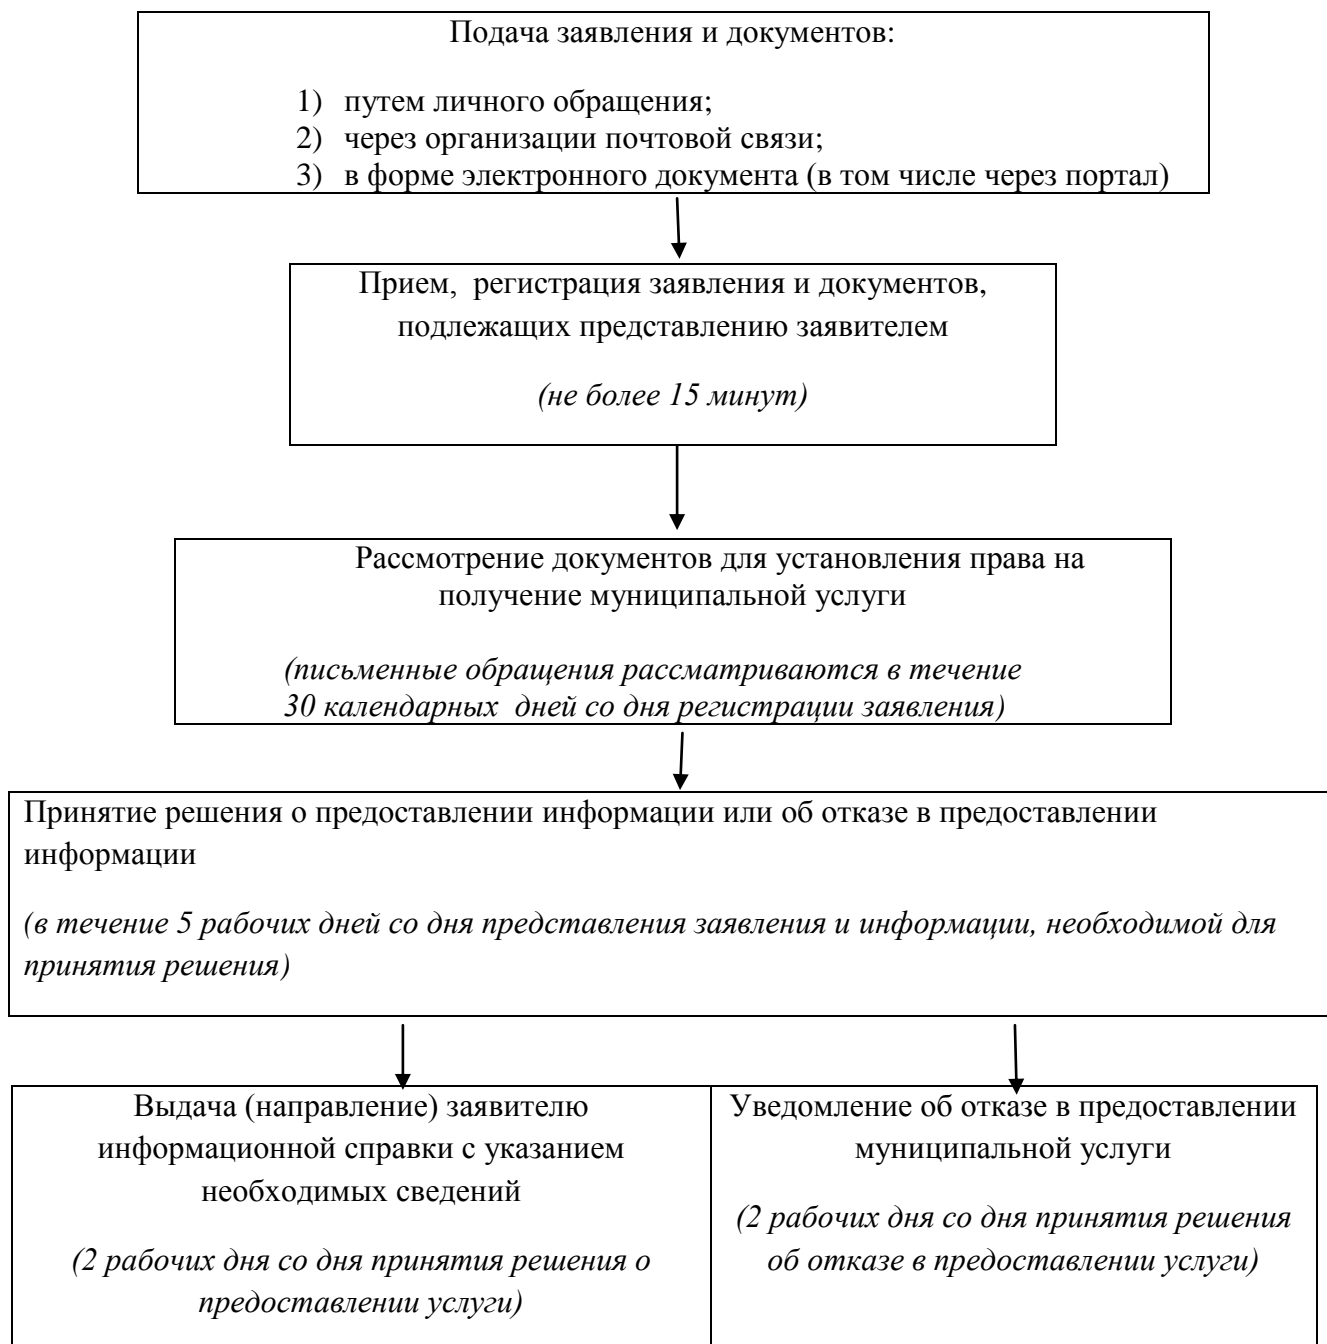 Подача заявления и документов:
1) путем личного обращения;
2) через организации почтовой связи;
3) в форме электронного документа (в том числе через портал)
Прием, регистрация заявления и документов,
подлежащих представлению заявителем
(не более 15 минут)
Рассмотрение документов для установления права на
получение муниципальной услуги
(письменные обращения рассматриваются в течение
30 календарных дней со дня регистрации заявления)
Принятие решения о предоставлении информации или об отказе в предоставлении
информации
(в течение 5 рабочих дней со дня представления заявления и информации, необходимой для
принятия решения)
Выдача (направление) заявителю
информационной справки с указанием
необходимых сведений
(2 рабочих дня со дня принятия решения о
предоставлении услуги)
Уведомление об отказе в предоставлении
муниципальной услуги
(2 рабочих дня со дня принятия решения
об отказе в предоставлении услуги)